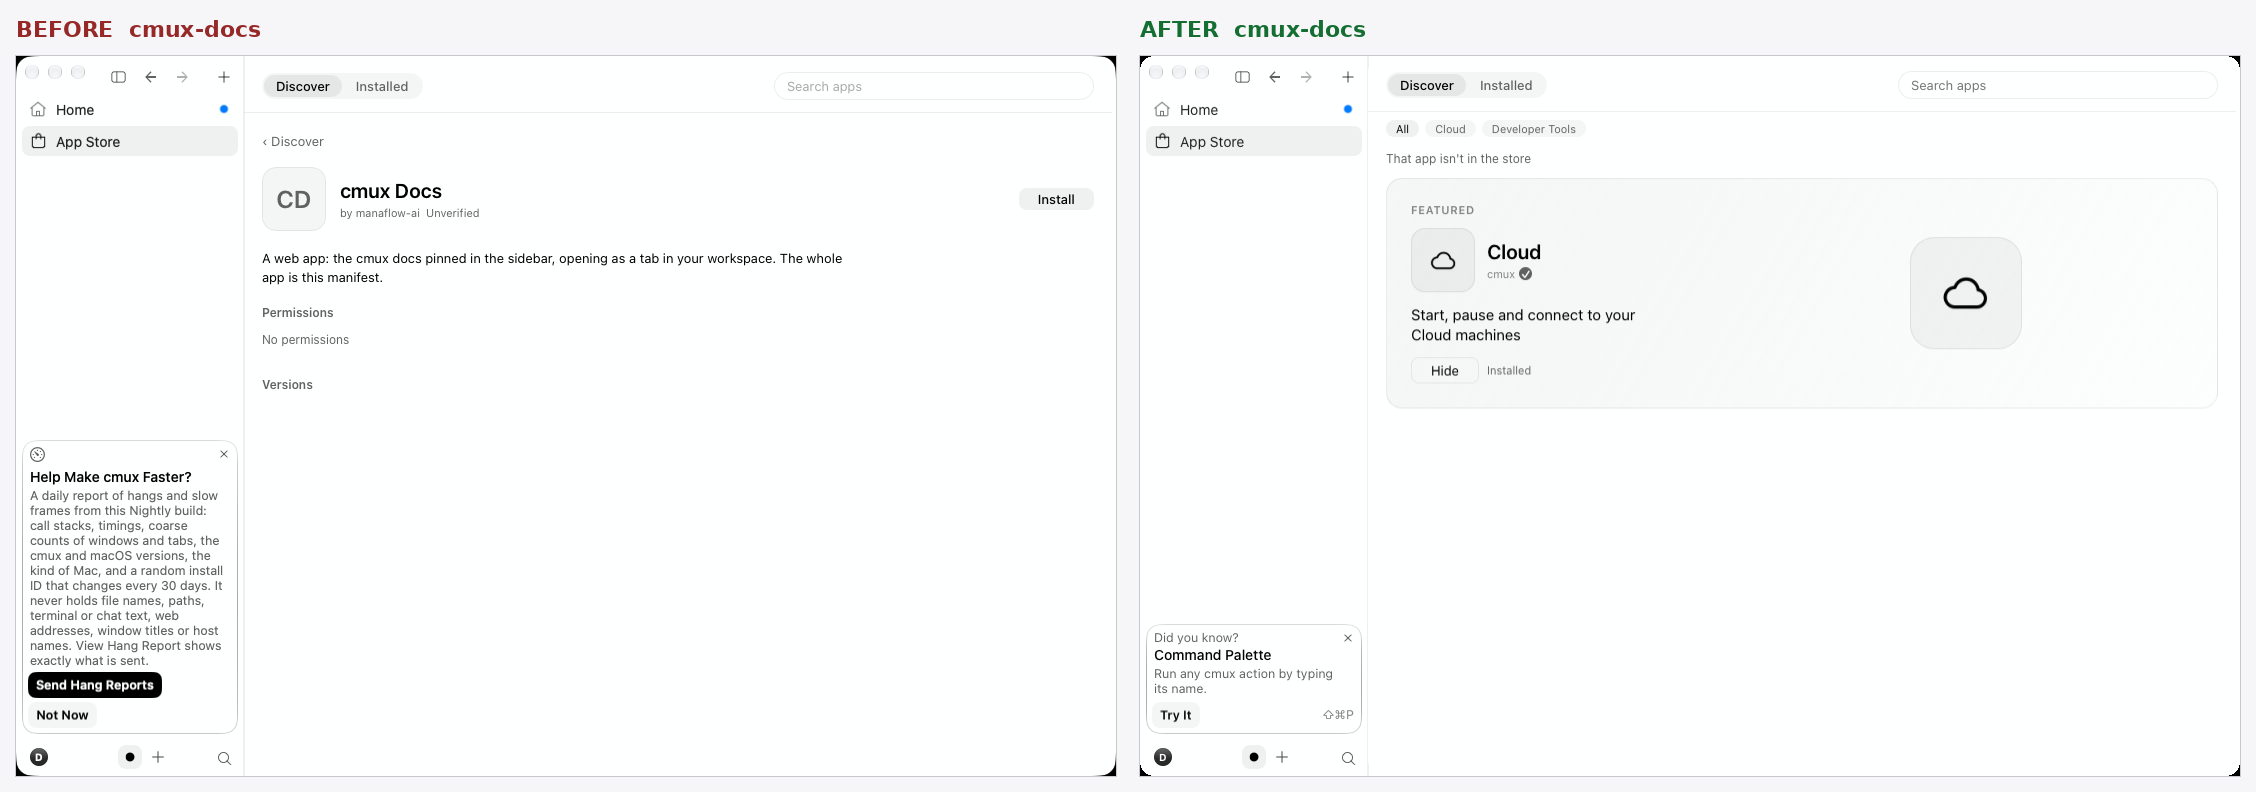 BEFORE cmux-docs
Home
App Store
Discover Installed
Search apps
‹ Discover
CD
cmux Docs
by manaflow-ai Unverified
Install
A web app: the cmux docs pinned in the sidebar, opening as a tab in your workspace. The whole
app is this manifest.
Permissions
No permissions
Versions
Help Make cmux Faster?
A daily report of hangs and slow
frames from this Nightly build:
call stacks, timings, coarse
counts of windows and tabs, the
cmux and macOS versions, the
kind of Mac, and a random install
ID that changes every 30 days. It
never holds file names, paths,
terminal or chat text, web
addresses, window titles or host
names. View Hang Report shows
exactly what is sent.
Send Hang Reports
Not Now
D
AFTER cmux-docs
Home
App Store
Discover Installed
Search apps
All Cloud Developer Tools
That app isn't in the store
FEATURED
Cloud
cmux
Start, pause and connect to your
Cloud machines
Hide Installed
Did you know?
Command Palette
Run any cmux action by typing
its name.
Try It ⇧⌘P
D